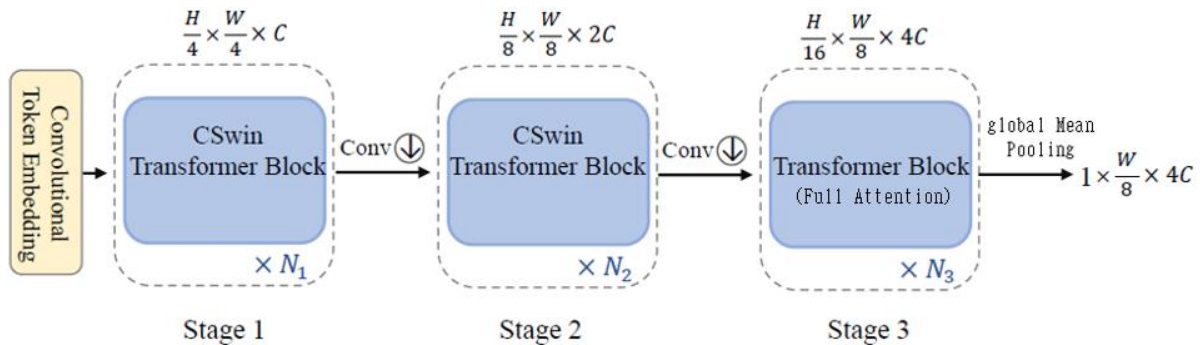 H/4 × W/4 × C
H/8 × W/8 × 2C
H/16 × W/8 × 4C
Convolutional
Token Embedding
CSwin
Transformer Block
× N₁
Conv
CSwin
Transformer Block
× N₂
Conv
Transformer Block
(Full Attention)
× N₃
global Mean
Pooling
1 × W/8 × 4C
Stage 1
Stage 2
Stage 3